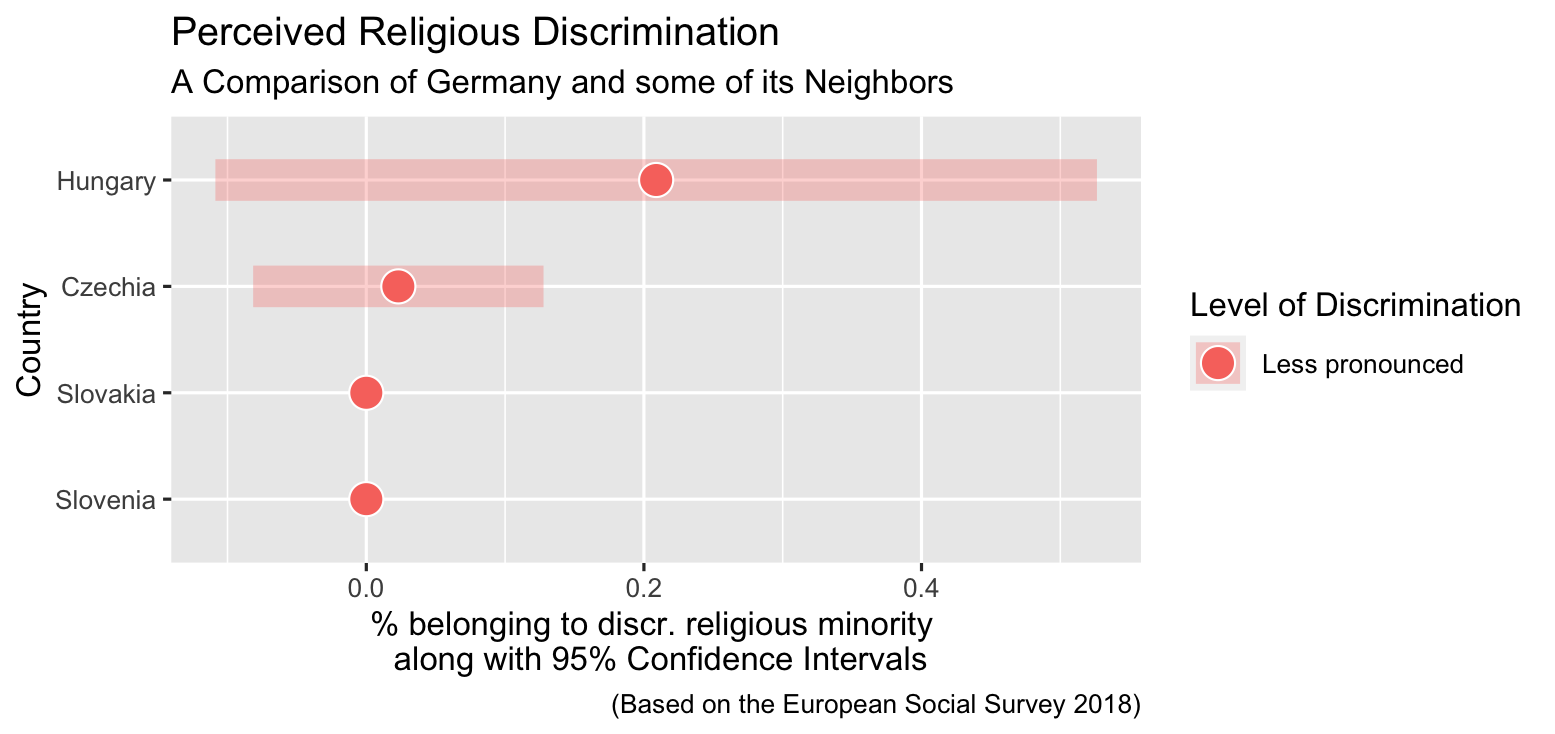 Perceived Religious Discrimination
A Comparison of Germany and some of its Neighbors
Hungary
Czechia
Slovakia
Slovenia
Country
0.0
0.2
0.4
% belonging to discr. religious minority
along with 95% Confidence Intervals
(Based on the European Social Survey 2018)
Level of Discrimination
Less pronounced